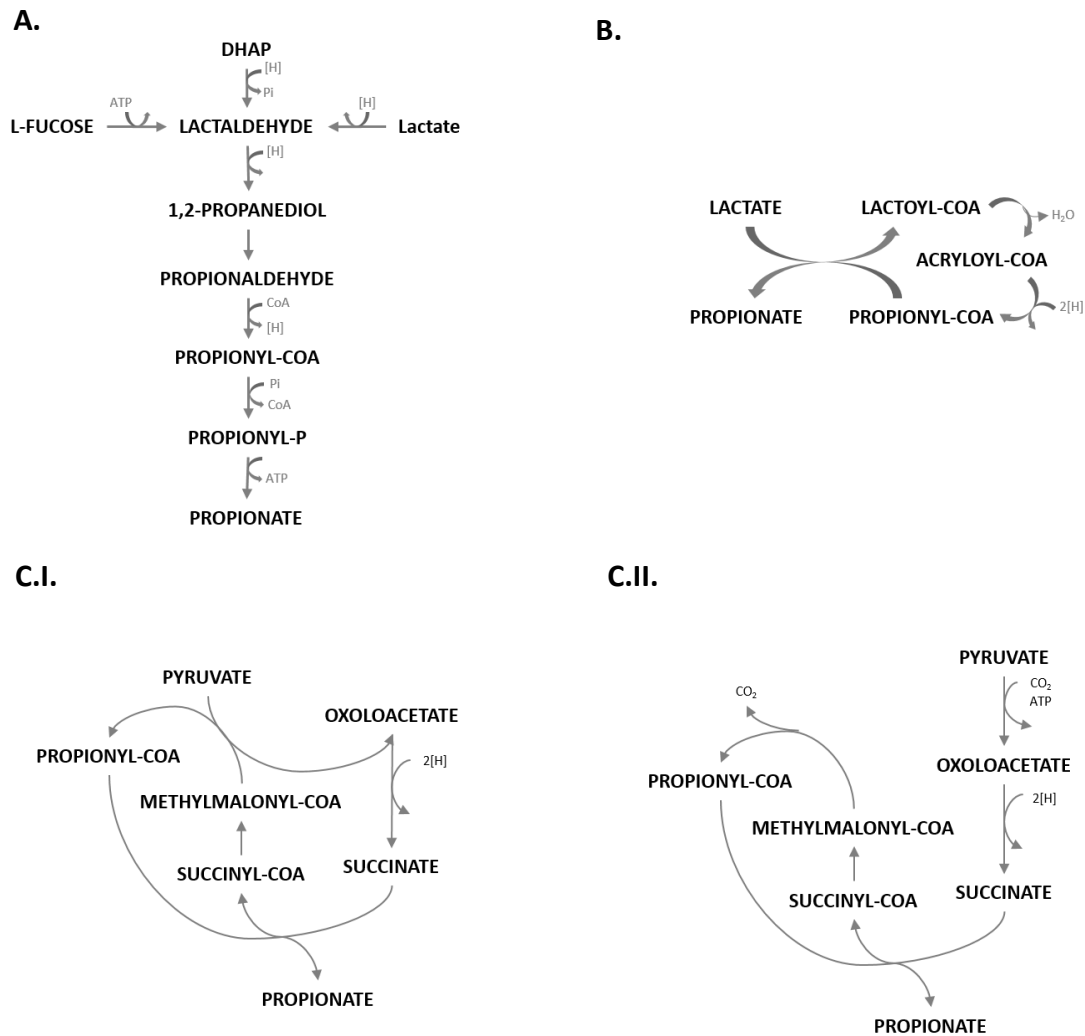 A.
DHAP
[H]
Pi
ATP
[H]
L-FUCOSE
LACTALDEHYDE
Lactate
[H]
1,2-PROPANEDIOL
PROPIONALDEHYDE
CoA
[H]
PROPIONYL-COA
Pi
CoA
PROPIONYL-P
ATP
PROPIONATE
B.
LACTATE
LACTOYL-COA
H₂O
ACRYLOYL-COA
2[H]
PROPIONATE
PROPIONYL-COA
C.I.
PYRUVATE
OXOLOACETATE
PROPIONYL-COA
2[H]
METHYLMALONYL-COA
SUCCINYL-COA
SUCCINATE
PROPIONATE
C.II.
PYRUVATE
CO₂
CO₂
ATP
OXOLOACETATE
PROPIONYL-COA
2[H]
METHYLMALONYL-COA
SUCCINYL-COA
SUCCINATE
PROPIONATE